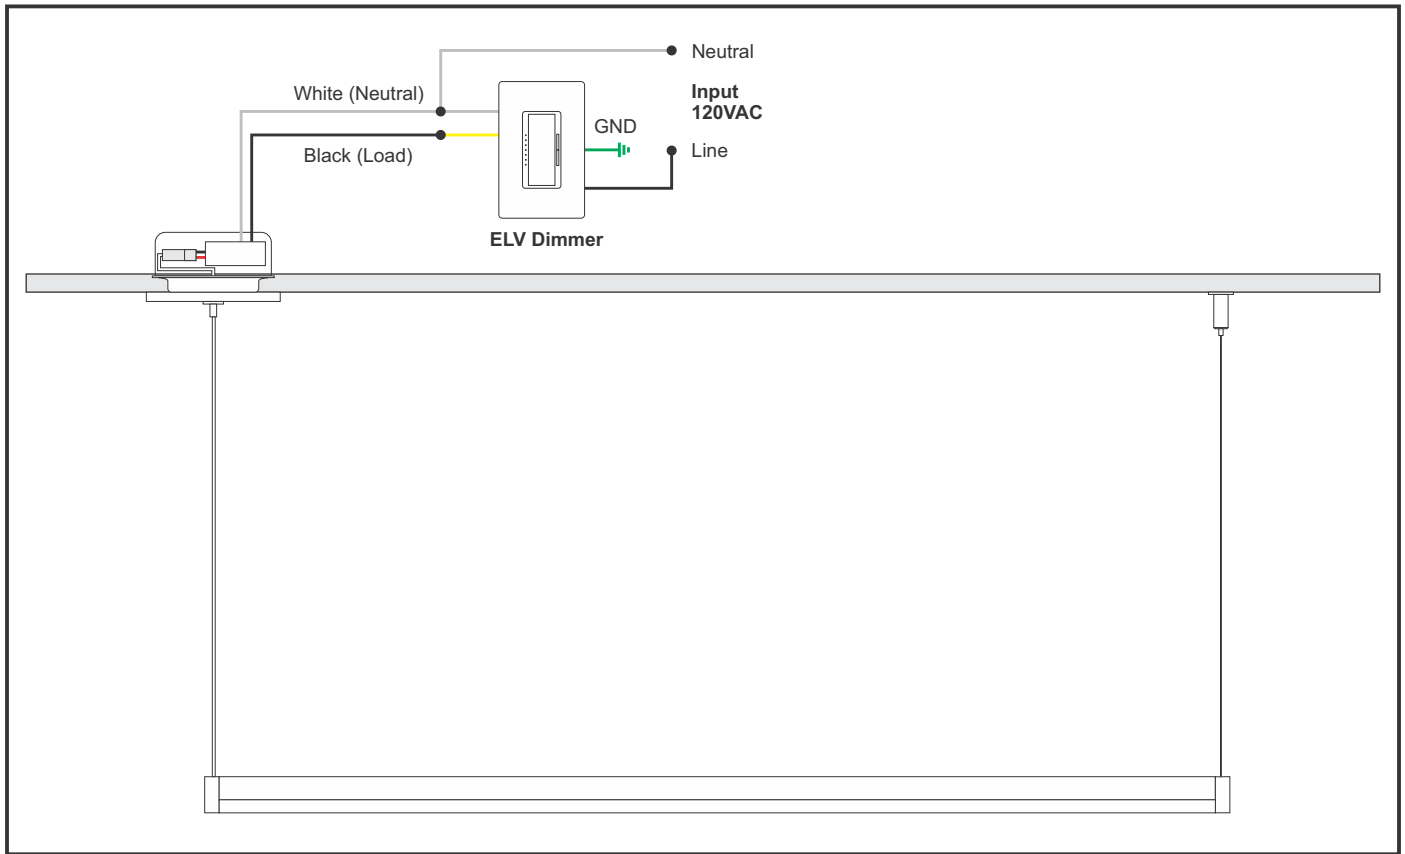 Neutral
White (Neutral)
Input
120VAC
GND
Black (Load)
Line
ELV Dimmer